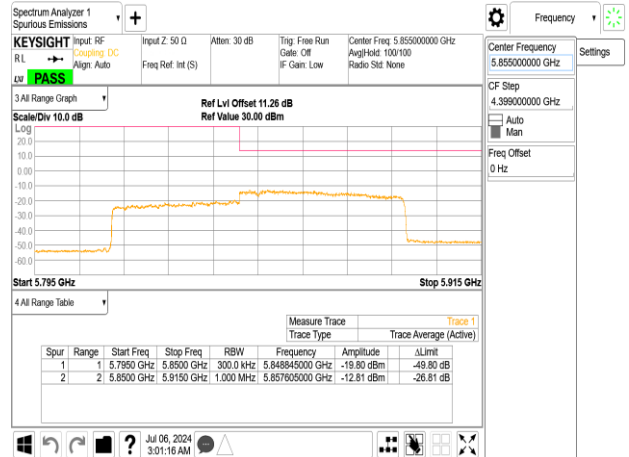 Spectrum Analyzer 1
Spurious Emissions
Frequency
KEYSIGHT
Input: RF
Coupling: DC
Align: Auto
Input Z: 50 Ω
Freq Ref: Int (S)
Atten: 30 dB
Trig: Free Run
Gate: Off
IF Gain: Low
Center Freq: 5.855000000 GHz
Avg|Hold: 100/100
Radio Std: None
R L
LXI
PASS
Center Frequency
5.855000000 GHz
Settings
CF Step
4.399000000 GHz
Auto
Man
Freq Offset
0 Hz
3 All Range Graph
Ref Lvl Offset 11.26 dB
Scale/Div 10.0 dB
Ref Value 30.00 dBm
Log
20.0
10.0
0.00
-10.0
-20.0
-30.0
-40.0
-50.0
-60.0
Start 5.795 GHz
Stop 5.915 GHz
4 All Range Table
Measure Trace Trace 1
Trace Type Trace Average (Active)
Spur Range Start Freq Stop Freq RBW Frequency Amplitude ΔLimit
1 1 5.7950 GHz 5.8500 GHz 300.0 kHz 5.848845000 GHz -19.80 dBm -49.80 dB
2 2 5.8500 GHz 5.9150 GHz 1.000 MHz 5.857605000 GHz -12.81 dBm -26.81 dB
?
Jul 06, 2024
3:01:16 AM